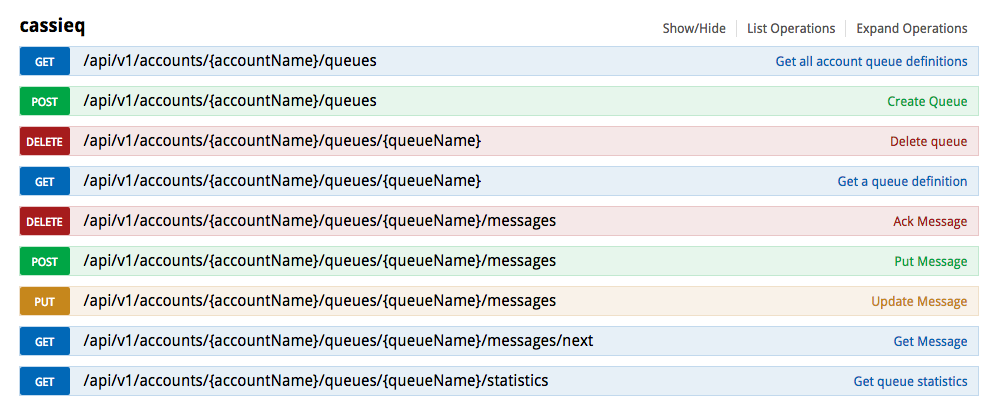 cassieq Show/Hide List Operations Expand Operations
GET /api/v1/accounts/{accountName}/queues Get all account queue definitions
POST /api/v1/accounts/{accountName}/queues Create Queue
DELETE /api/v1/accounts/{accountName}/queues/{queueName} Delete queue
GET /api/v1/accounts/{accountName}/queues/{queueName} Get a queue definition
DELETE /api/v1/accounts/{accountName}/queues/{queueName}/messages Ack Message
POST /api/v1/accounts/{accountName}/queues/{queueName}/messages Put Message
PUT /api/v1/accounts/{accountName}/queues/{queueName}/messages Update Message
GET /api/v1/accounts/{accountName}/queues/{queueName}/messages/next Get Message
GET /api/v1/accounts/{accountName}/queues/{queueName}/statistics Get queue statistics